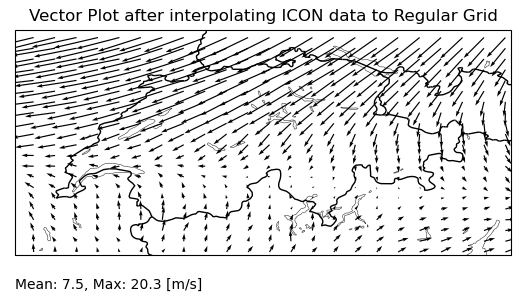 Vector Plot after interpolating ICON data to Regular Grid
Mean: 7.5, Max: 20.3 [m/s]